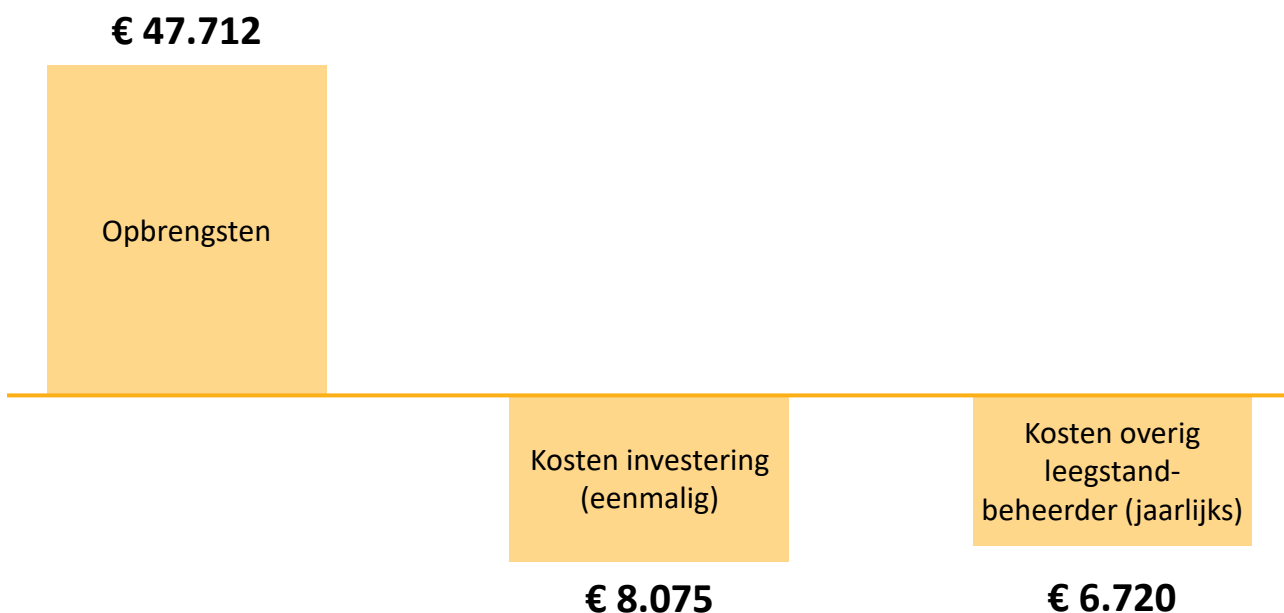 € 47.712
Opbrengsten
Kosten investering
(eenmalig)
€ 8.075
Kosten overig
leegstand-
beheerder (jaarlijks)
€ 6.720